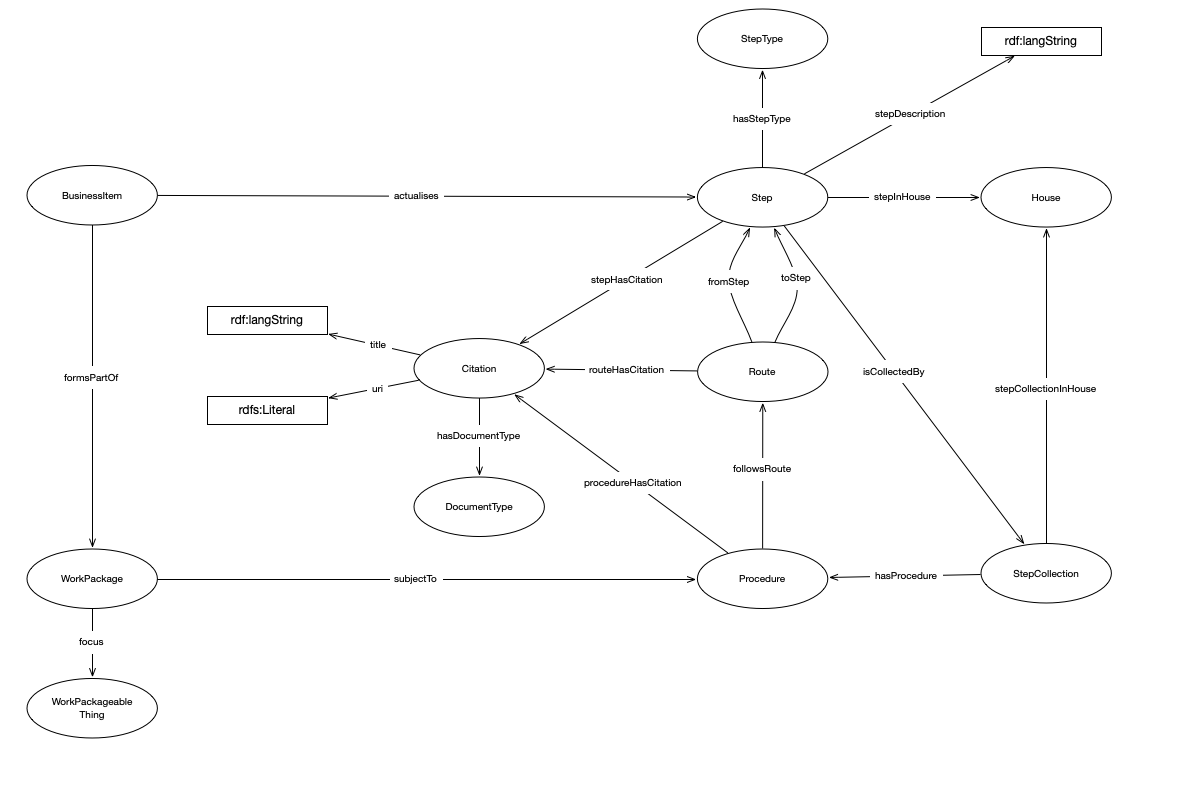 StepType
rdf:langString
hasStepType
stepDescription
BusinessItem
actualises
Step
stepInHouse
House
stepHasCitation
fromStep
toStep
rdf:langString
title
Citation
routeHasCitation
Route
isCollectedBy
formsPartOf
uri
stepCollectionInHouse
rdfs:Literal
hasDocumentType
followsRoute
procedureHasCitation
DocumentType
WorkPackage
subjectTo
Procedure
hasProcedure
StepCollection
focus
WorkPackageable
Thing